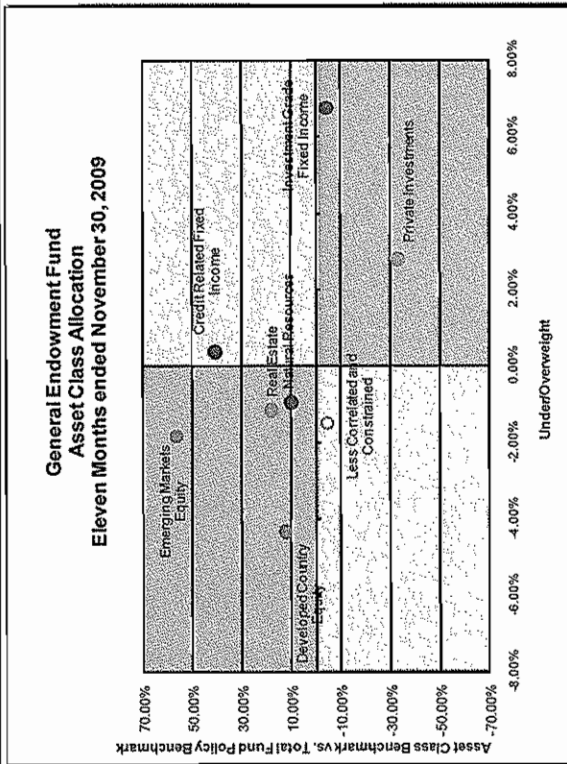 General Endowment Fund
Asset Class Allocation
Eleven Months ended November 30, 2009
Asset Class Benchmark vs. Total Fund Policy Benchmark
70.00%
50.00%
30.00%
10.00%
-10.00%
-30.00%
-50.00%
-70.00%
Emerging Markets
Equity
Credit Related Fixed
Income
Real Estate
Natural Resources
Developed Country
Equity
Investment Grade
Fixed Income
Less Correlated and
Constrained
Private Investments
-8.00%
-6.00%
-4.00%
-2.00%
0.00%
2.00%
4.00%
6.00%
8.00%
Under/Overweight